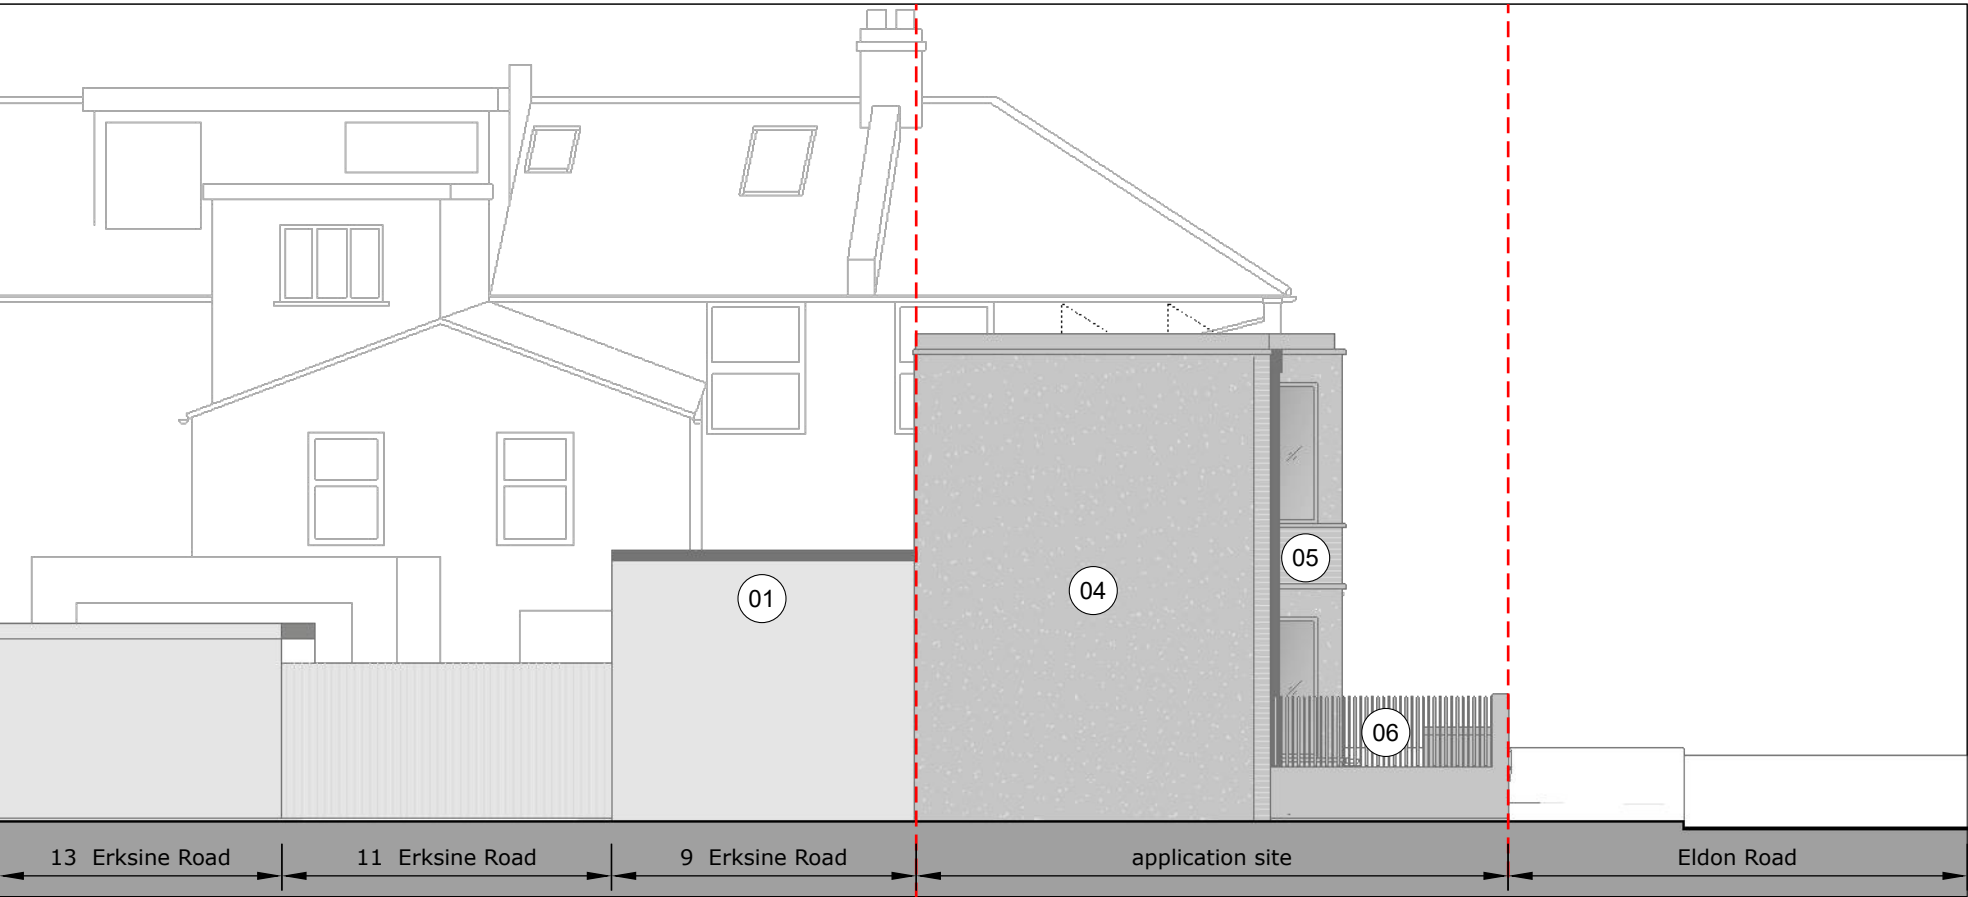 05
01
04
06
13 Erksine Road
11 Erksine Road
9 Erksine Road
application site
Eldon Road